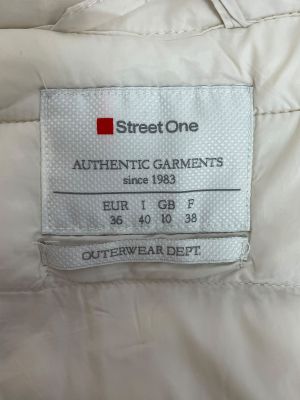 Street One
AUTHENTIC GARMENTS
since 1983
EUR I GB F
36 40 10 38
OUTERWEAR DEPT.